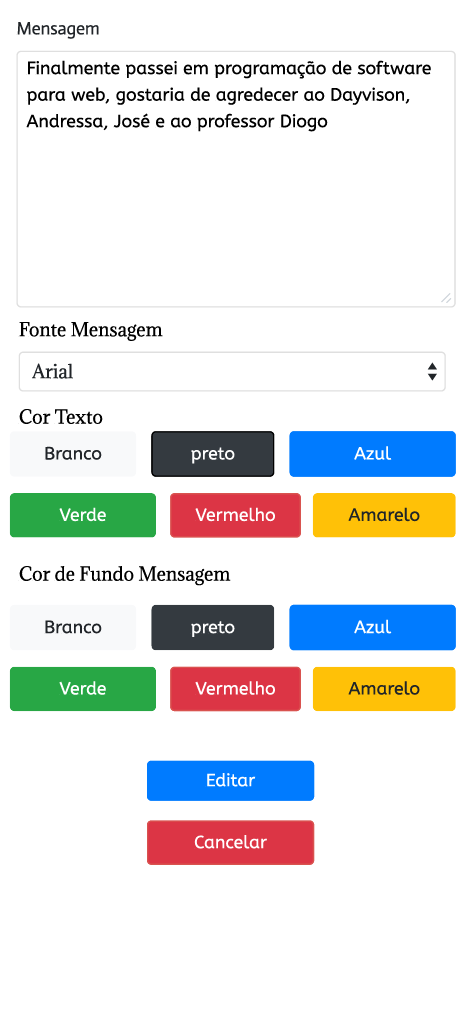 Mensagem
Finalmente passei em programação de software
para web, gostaria de agredecer ao Dayvison,
Andressa, José e ao professor Diogo
Fonte Mensagem
Arial
Cor Texto
Branco preto Azul
Verde Vermelho Amarelo
Cor de Fundo Mensagem
Branco preto Azul
Verde Vermelho Amarelo
Editar
Cancelar